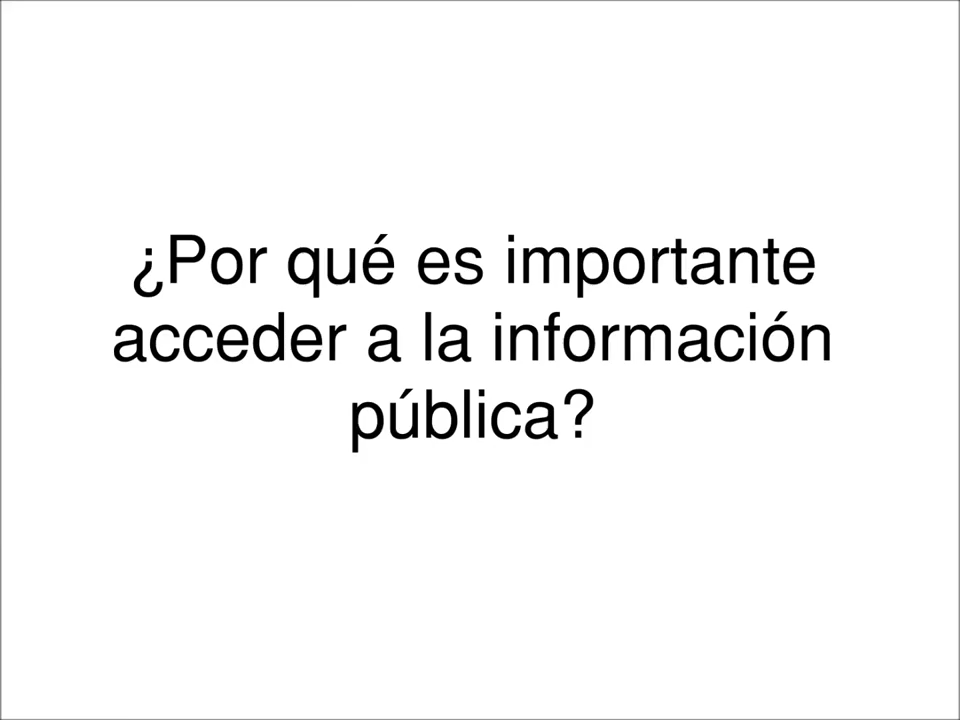 ¿Por qué es importante
acceder a la información
pública?